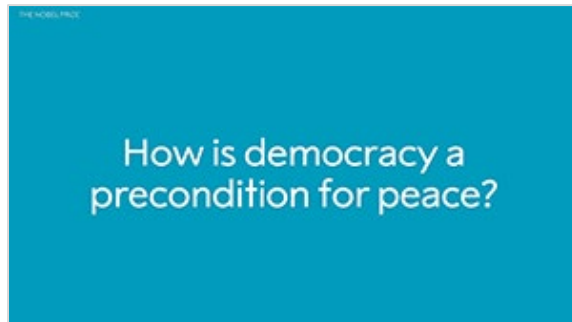 THE NOBEL PRIZE
How is democracy a
precondition for peace?